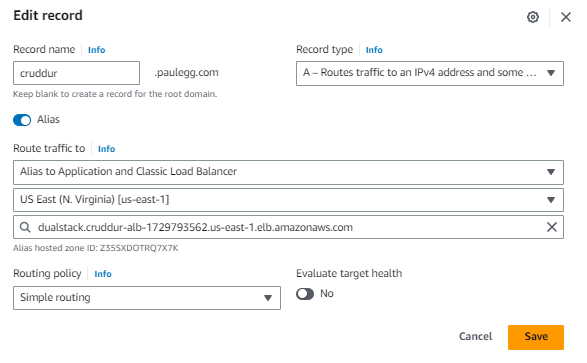 Edit record
Record name Info
Record type Info
cruddur .paulegg.com
A – Routes traffic to an IPv4 address and some ...
Keep blank to create a record for the root domain.
Alias
Route traffic to Info
Alias to Application and Classic Load Balancer
US East (N. Virginia) [us-east-1]
dualstack.cruddur-alb-1729793562.us-east-1.elb.amazonaws.com
Alias hosted zone ID: Z35SXDOTRQ7X7K
Routing policy Info
Evaluate target health
Simple routing
No
Cancel
Save